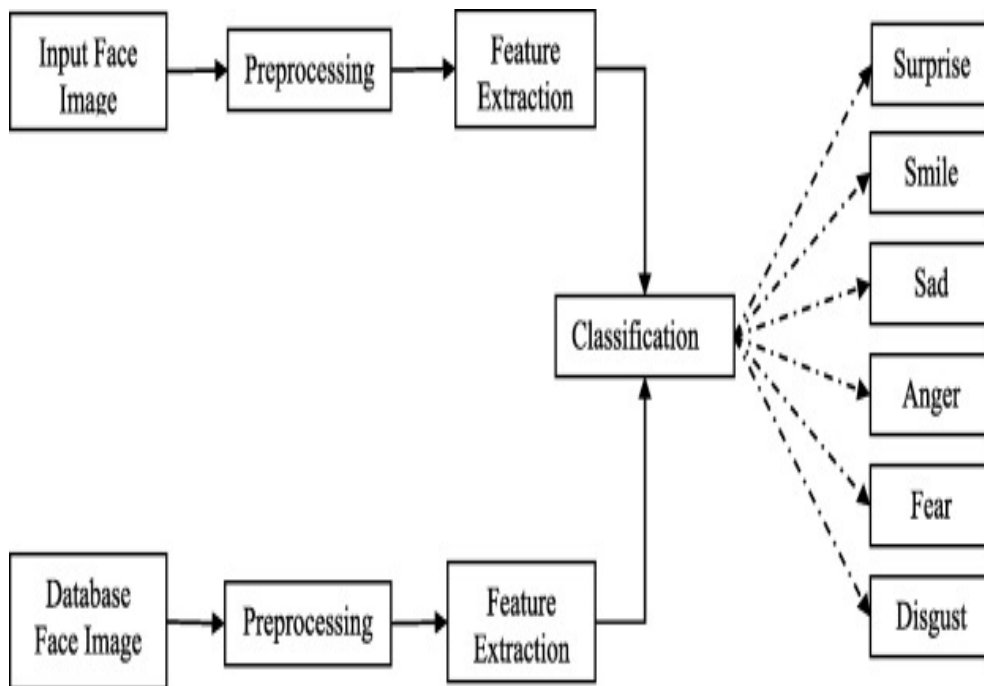 Input Face
Image
Preprocessing
Feature
Extraction
Surprise
Smile
Sad
Classification
Anger
Fear
Database
Face Image
Preprocessing
Feature
Extraction
Disgust